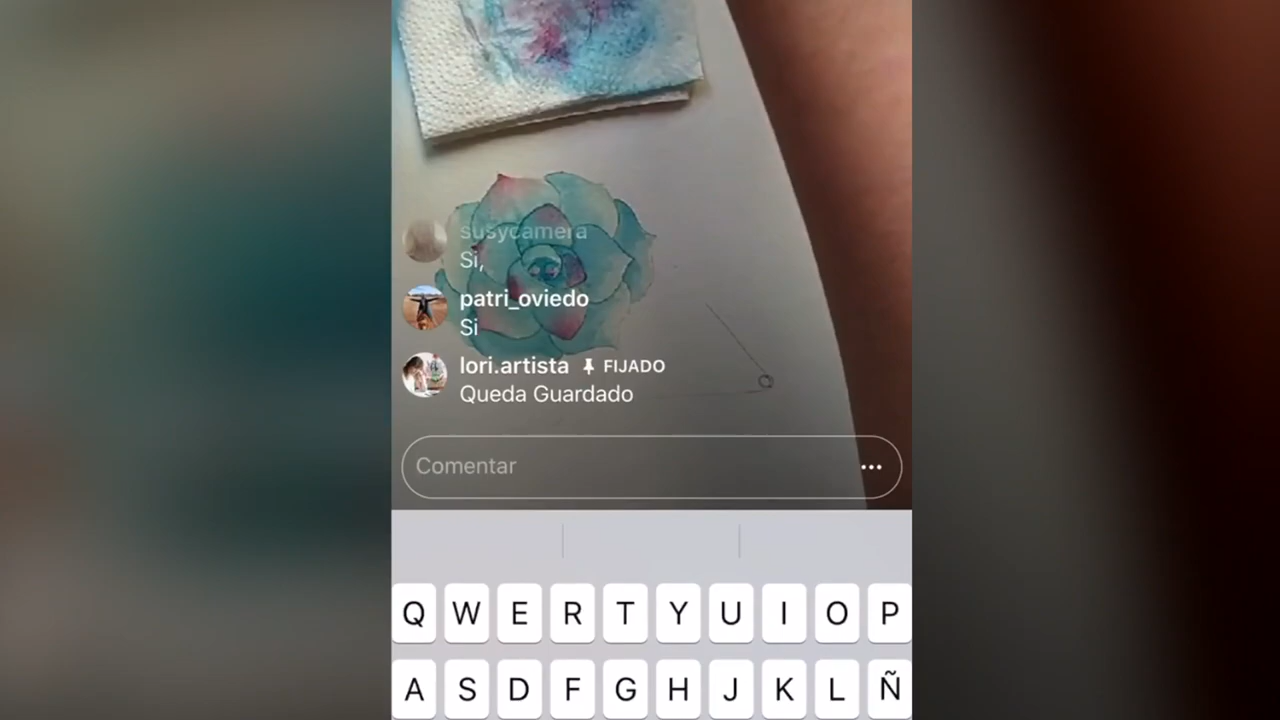 susycamera
Si,
patri_oviedo
Si
lori.artista FIJADO
Queda Guardado
Comentar
Q W E R T Y U I O P
A S D F G H J K L Ñ